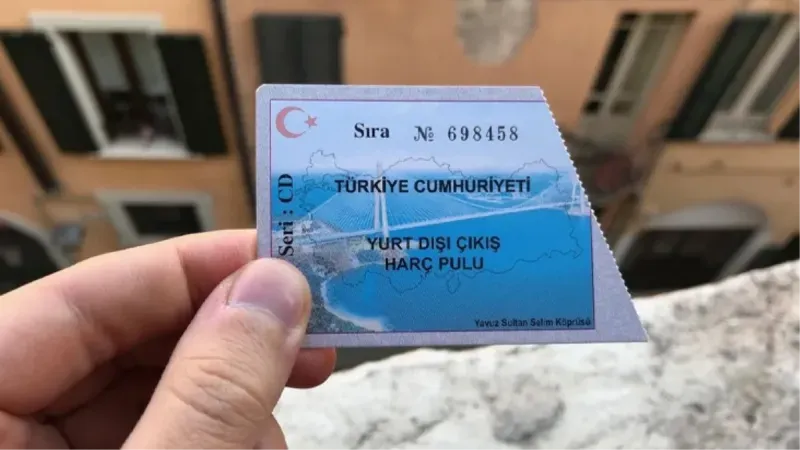 Sıra № 698458
Seri : CD
TÜRKİYE CUMHURİYETİ
YURT DIŞI ÇIKIŞ
HARÇ PULU
Yavuz Sultan Selim Köprüsü